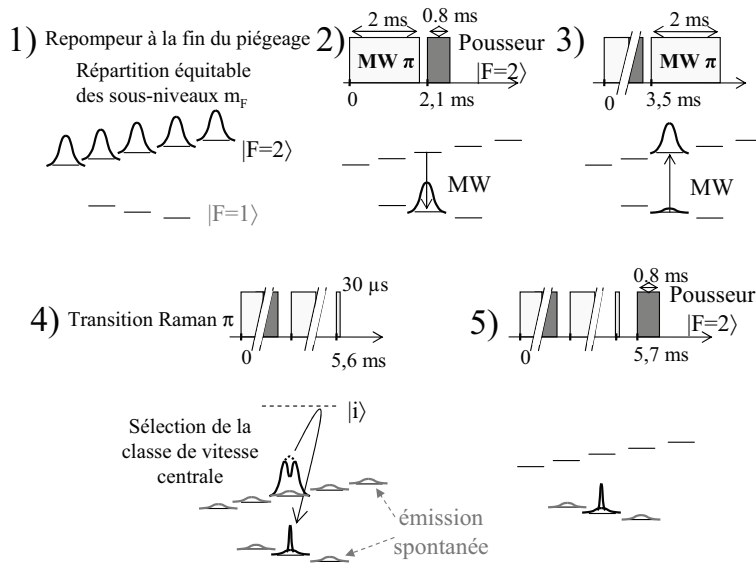 1) Repompeur à la fin du piégeage
Répartition équitable
des sous-niveaux m_F
|F=2⟩
|F=1⟩
2)
2 ms
0.8 ms
MW π
Pousseur
|F=2⟩
0
2,1 ms
MW
3)
2 ms
MW π
0
3,5 ms
MW
4) Transition Raman π
30 µs
0
5,6 ms
|i⟩
Sélection de la
classe de vitesse
centrale
émission
spontanée
5)
0.8 ms
Pousseur
|F=2⟩
0
5,7 ms